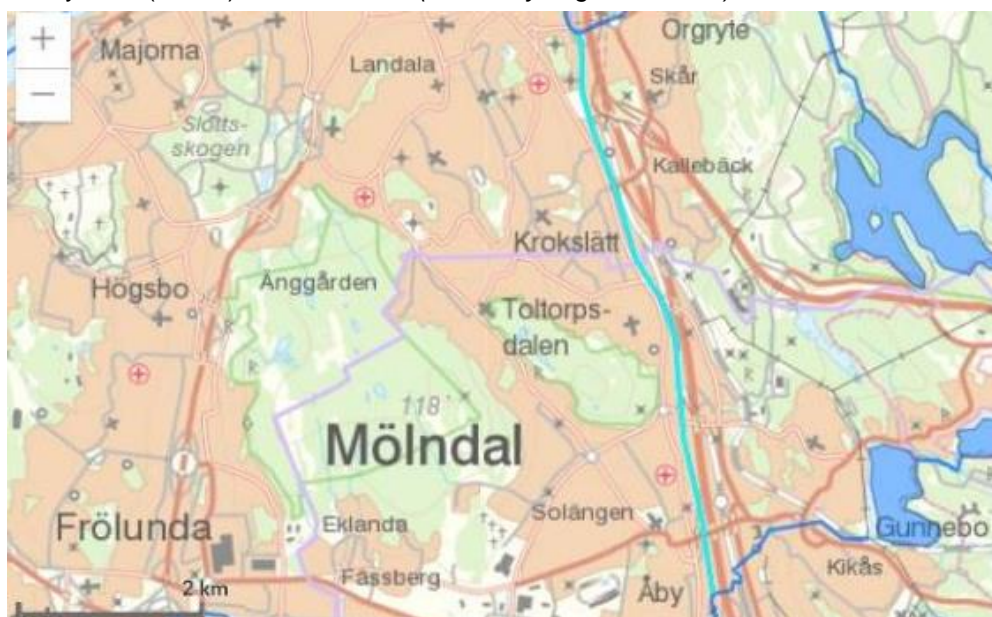 +
Majorna
Landala
Orgryte
Skår
−
Slotts-
skogen
Kallebäck
Krokslätt
Änggården
Högsbo
Toltorps-
dalen
118
Mölndal
Solängen
Frölunda
Eklanda
Gunnebo
Kikås
Fässberg
2 km
Åby